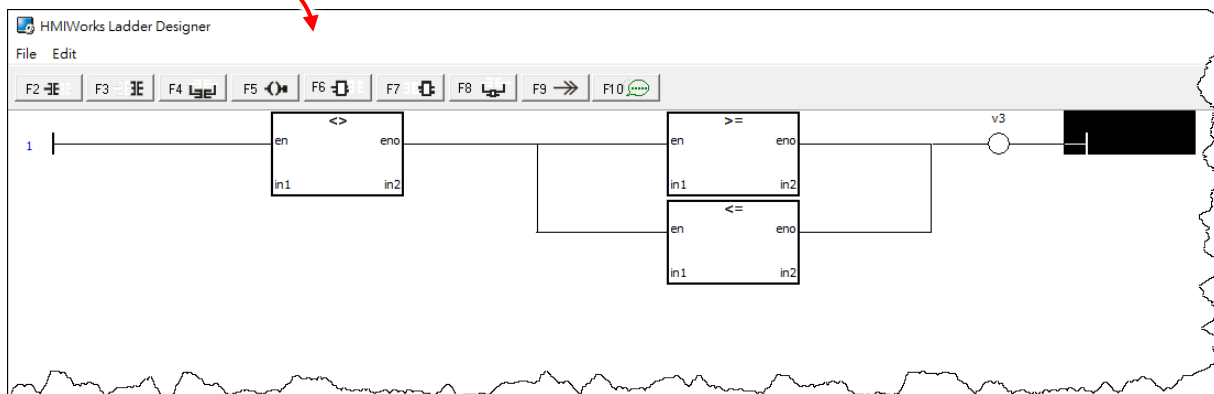 HMIWorks Ladder Designer
File Edit
F2 F3 F4 F5 F6 F7 F8 F9 F10
<> >= v3
1 en eno en eno
in1 in2 in1 in2
<=
en eno
in1 in2